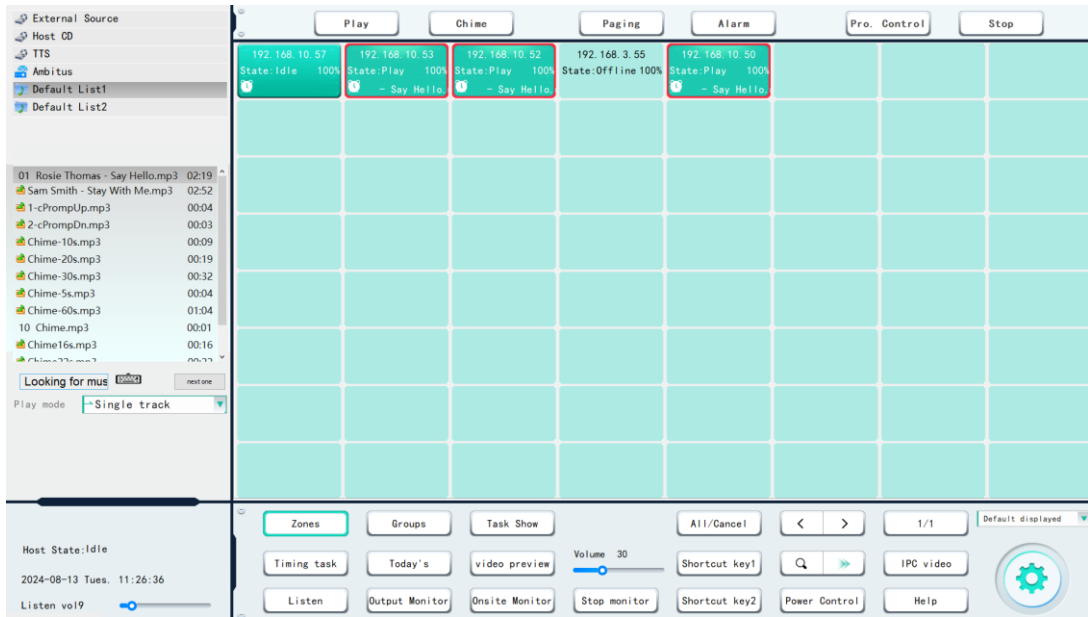 External Source
Host CD
TTS
Ambitus
Default List1
Default List2
01 Rosie Thomas - Say Hello.mp3 02:19
Sam Smith - Stay With Me.mp3 02:52
1-cPrompUp.mp3 00:04
2-cPrompDn.mp3 00:03
Chime-10s.mp3 00:09
Chime-20s.mp3 00:19
Chime-30s.mp3 00:32
Chime-5s.mp3 00:04
Chime-60s.mp3 01:04
10 Chime.mp3 00:01
Chime16s.mp3 00:16
Looking for mus next one
Play mode Single track
Host State:Idle
2024-08-13 Tues. 11:26:36
Listen vol9
Play Chime Paging Alarm Pro. Control Stop
192.168.10.57 192.168.10.53 192.168.10.52 192.168.3.55 192.168.10.50
State:Idle 100% State:Play 100% State:Play 100% State:Offline 100% State:Play 100%
- Say Hello. - Say Hello. - Say Hello.
Zones Groups Task Show All/Cancel < > 1/1 Default displayed
Timing task Today's video preview Volume 30 Shortcut key1 IPC video
Listen Output Monitor Onsite Monitor Stop monitor Shortcut key2 Power Control Help